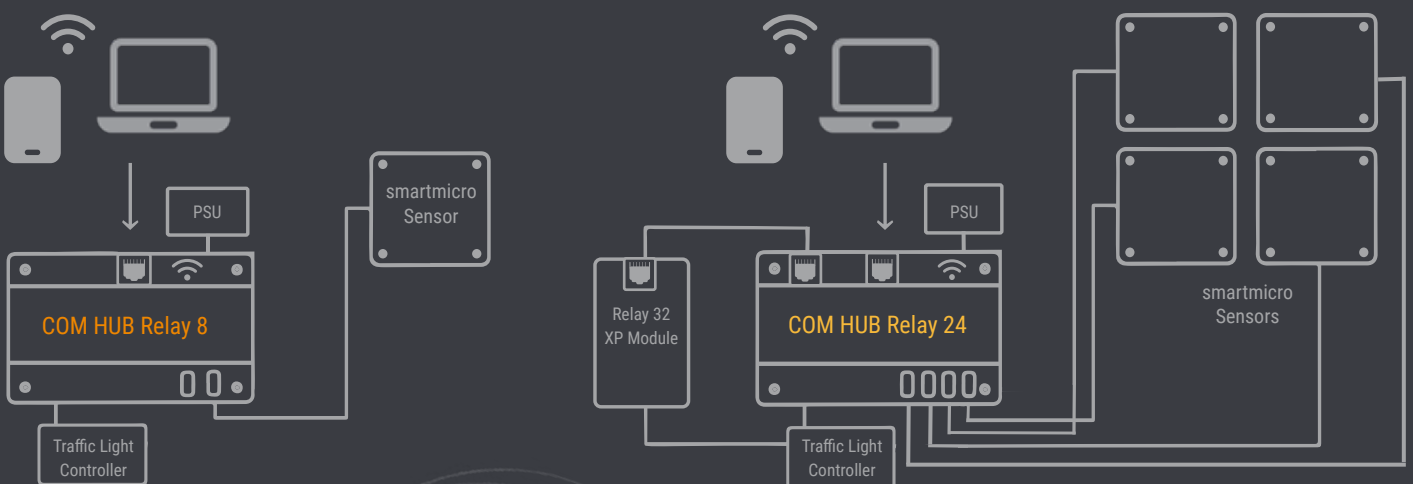 PSU
smartmicro
Sensor
COM HUB Relay 8
Traffic Light
Controller
PSU
Relay 32
XP Module
COM HUB Relay 24
smartmicro
Sensors
Traffic Light
Controller